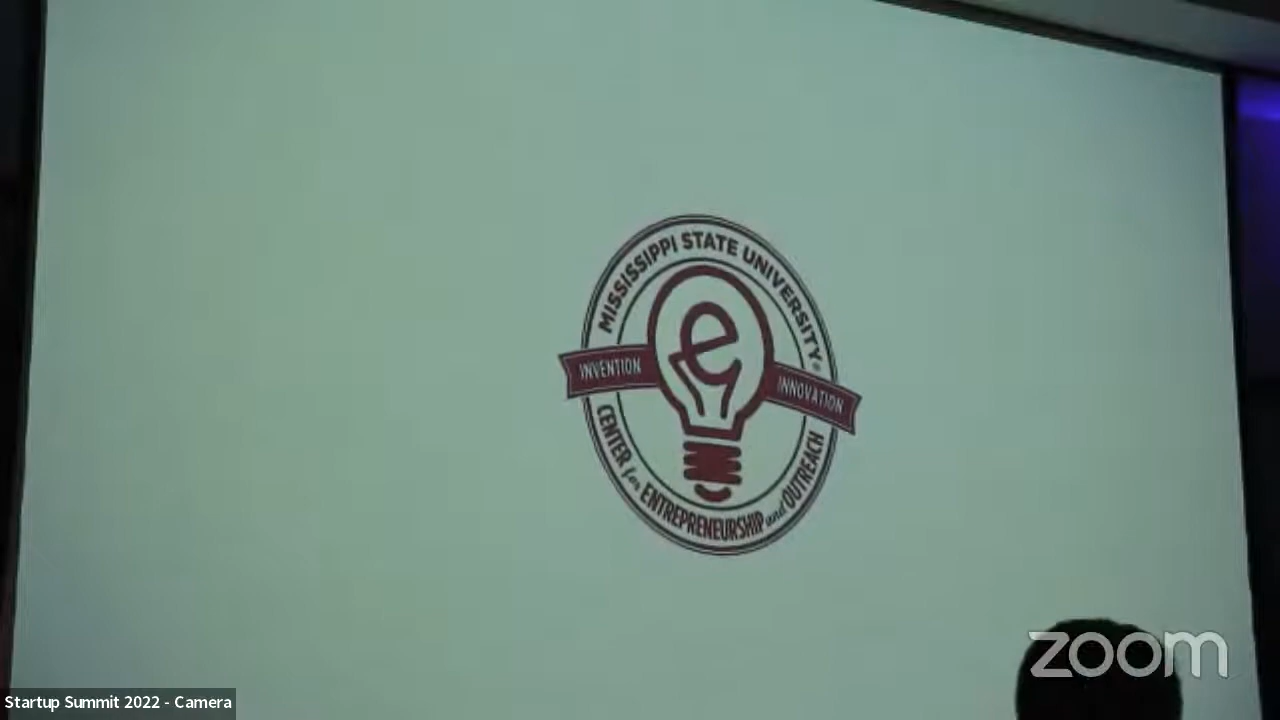 MISSISSIPPI STATE UNIVERSITY®
INVENTION
INNOVATION
CENTER for ENTREPRENEURSHIP and OUTREACH
zoom
Startup Summit 2022 - Camera